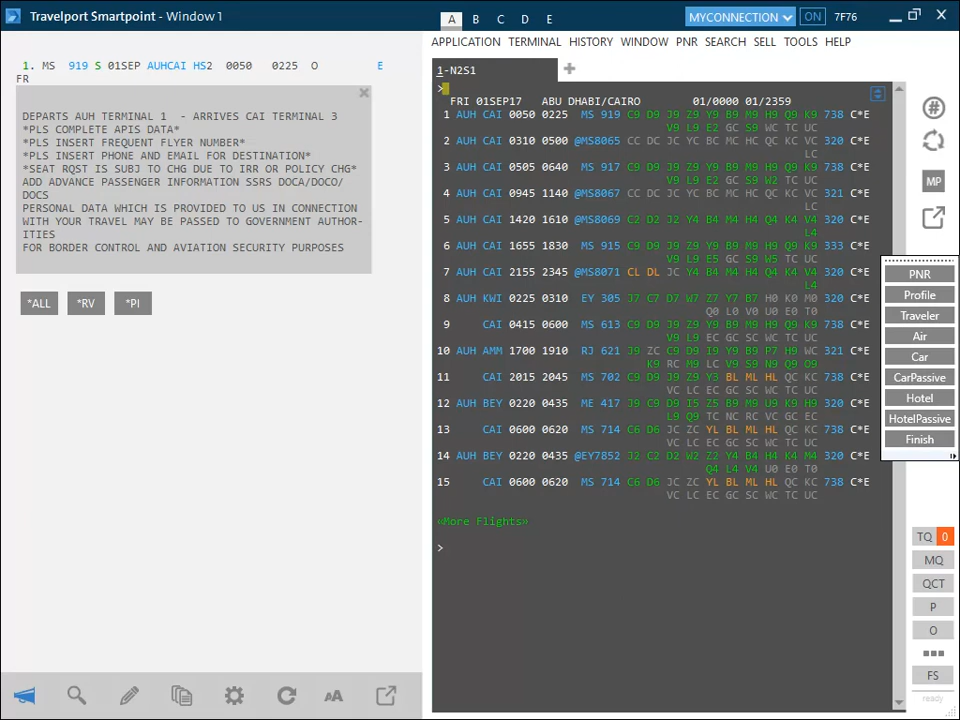 Travelport Smartpoint - Window 1
A B C D E
MYCONNECTION ON 7F76
APPLICATION TERMINAL HISTORY WINDOW PNR SEARCH SELL TOOLS HELP
1. MS 919 S 01SEP AUHCAI HS2 0050 0225 O E
FR
DEPARTS AUH TERMINAL 1 - ARRIVES CAI TERMINAL 3
*PLS COMPLETE APIS DATA*
*PLS INSERT FREQUENT FLYER NUMBER*
*PLS INSERT PHONE AND EMAIL FOR DESTINATION*
*SEAT RQST IS SUBJ TO CHG DUE TO IRR OR POLICY CHG*
ADD ADVANCE PASSENGER INFORMATION SSRS DOCA/DOCO/
DOCS
PERSONAL DATA WHICH IS PROVIDED TO US IN CONNECTION
WITH YOUR TRAVEL MAY BE PASSED TO GOVERNMENT AUTHOR-
ITIES
FOR BORDER CONTROL AND AVIATION SECURITY PURPOSES
*ALL *RV *PI
1-N2S1
>
FRI 01SEP17 ABU DHABI/CAIRO 01/0000 01/2359
1 AUH CAI 0050 0225 MS 919 C9 D9 J9 Z9 Y9 B9 M9 H9 Q9 K9 738 C*E
V9 L9 E2 GC S9 WC TC UC
2 AUH CAI 0310 0500 @MS8065 CC DC JC YC BC MC HC QC KC VC 320 C*E
LC
3 AUH CAI 0505 0640 MS 917 C9 D9 J9 Z9 Y9 B9 M9 H9 Q9 K9 738 C*E
V9 L9 E2 GC S9 W2 TC UC
4 AUH CAI 0945 1140 @MS8067 CC DC JC YC BC MC HC QC KC VC 321 C*E
LC
5 AUH CAI 1420 1610 @MS8069 C2 D2 J2 Y4 B4 M4 H4 Q4 K4 V4 320 C*E
L4
6 AUH CAI 1655 1830 MS 915 C9 D9 J9 Z9 Y9 B9 M9 H9 Q9 K9 333 C*E
V9 L9 E5 GC S9 W5 TC UC
7 AUH CAI 2155 2345 @MS8071 CL DL JC Y4 B4 M4 H4 Q4 K4 V4 320 C*E
L4
8 AUH KWI 0225 0310 EY 305 J7 C7 D7 W7 Z7 Y7 B7 H0 K0 M0 320 C*E
Q0 L0 V0 U0 E0 T0
9 CAI 0415 0600 MS 613 C9 D9 J9 Z9 Y9 B9 M9 H9 Q9 K9 738 C*E
V9 L9 EC GC SC WC TC UC
10 AUH AMM 1700 1910 RJ 621 J9 ZC C9 D9 I9 Y9 B9 P7 H9 WC 321 C*E
K9 RC M9 LC V9 S9 N9 Q9 O9
11 CAI 2015 2045 MS 702 C9 D9 J9 Z9 Y3 BL ML HL QC KC 738 C*E
VC LC EC GC SC WC TC UC
12 AUH BEY 0220 0435 ME 417 J9 C9 D9 I5 Z5 B9 M9 U9 K9 H9 320 C*E
L9 Q9 TC NC RC VC GC EC
13 CAI 0600 0620 MS 714 C6 D6 JC ZC YL BL ML HL QC KC 738 C*E
VC LC EC GC SC WC TC UC
14 AUH BEY 0220 0435 @EY7852 J2 C2 D2 W2 Z2 Y4 B4 H4 K4 M4 320 C*E
Q4 L4 V4 U0 E0 T0
15 CAI 0600 0620 MS 714 C6 D6 JC ZC YL BL ML HL QC KC 738 C*E
VC LC EC GC SC WC TC UC
»More Flights»
>
MP
PNR
Profile
Traveler
Air
Car
CarPassive
Hotel
HotelPassive
Finish
TQ 0
MQ
QCT
P
O
FS
ready
AA